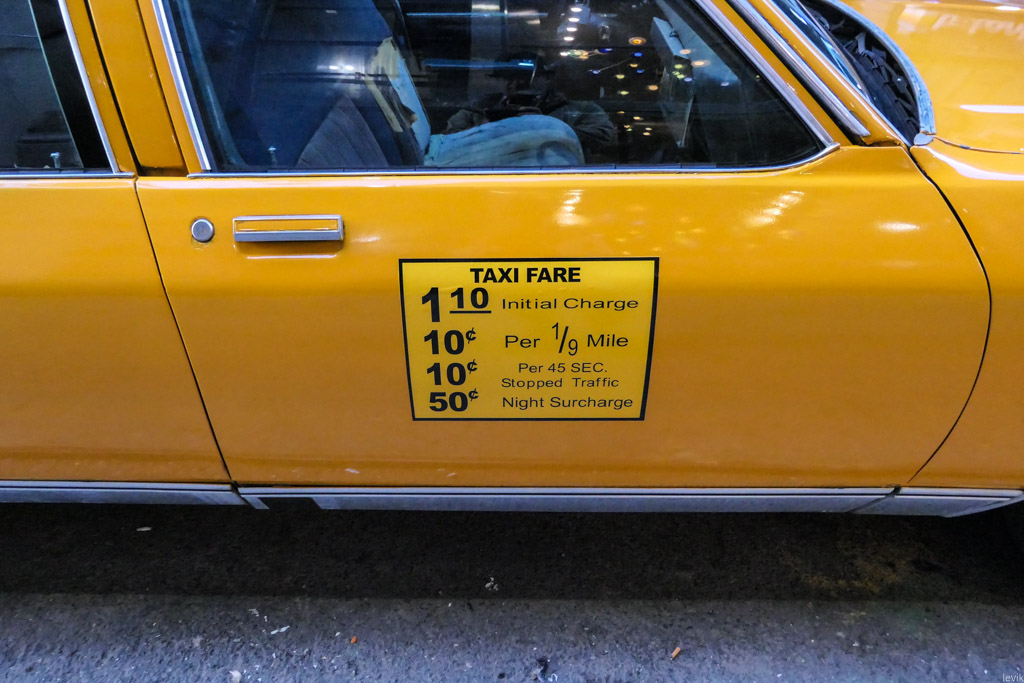 TAXI FARE
1 10 Initial Charge
10¢ Per 1/9 Mile
10¢ Per 45 SEC.
Stopped Traffic
50¢ Night Surcharge
levik